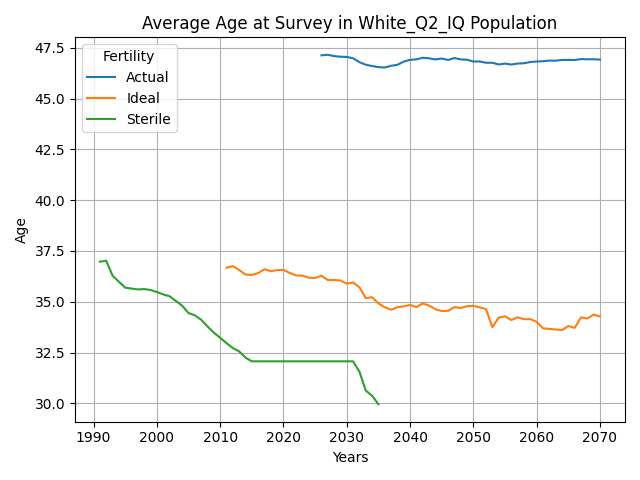 Average Age at Survey in White_Q2_IQ Population
Fertility
Actual
Ideal
Sterile
47.5
45.0
42.5
40.0
37.5
35.0
32.5
30.0
Age
1990
2000
2010
2020
2030
2040
2050
2060
2070
Years